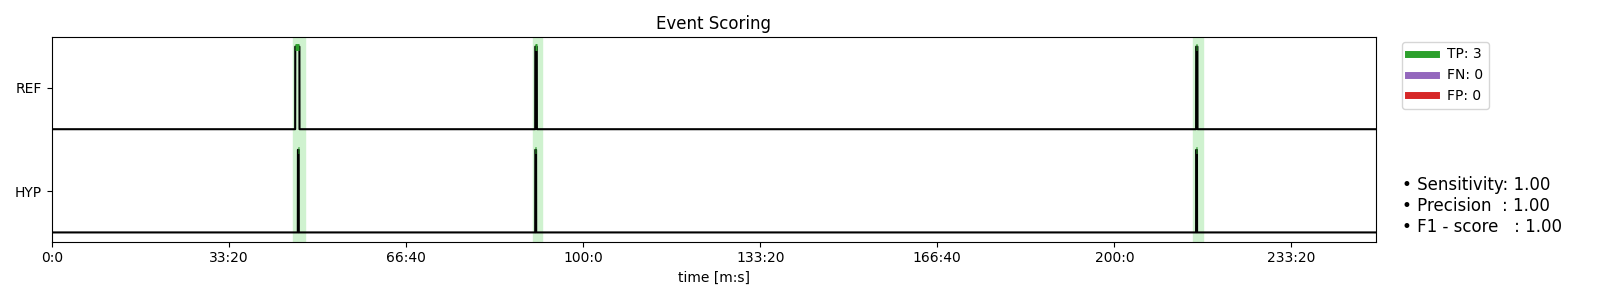 Event Scoring
REF
HYP
0:0
33:20
66:40
100:0
133:20
166:40
200:0
233:20
time [m:s]
TP: 3
FN: 0
FP: 0
• Sensitivity: 1.00
• Precision : 1.00
• F1 - score : 1.00